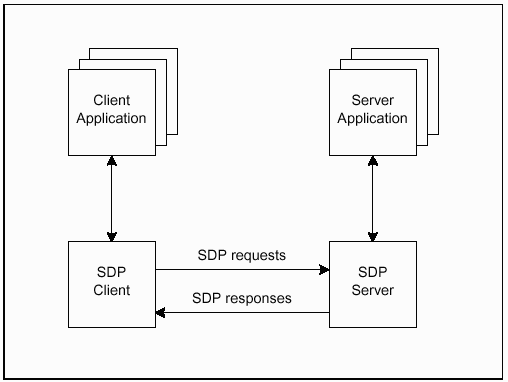 Client
Application
Server
Application
SDP requests
SDP
Client
SDP
Server
SDP responses